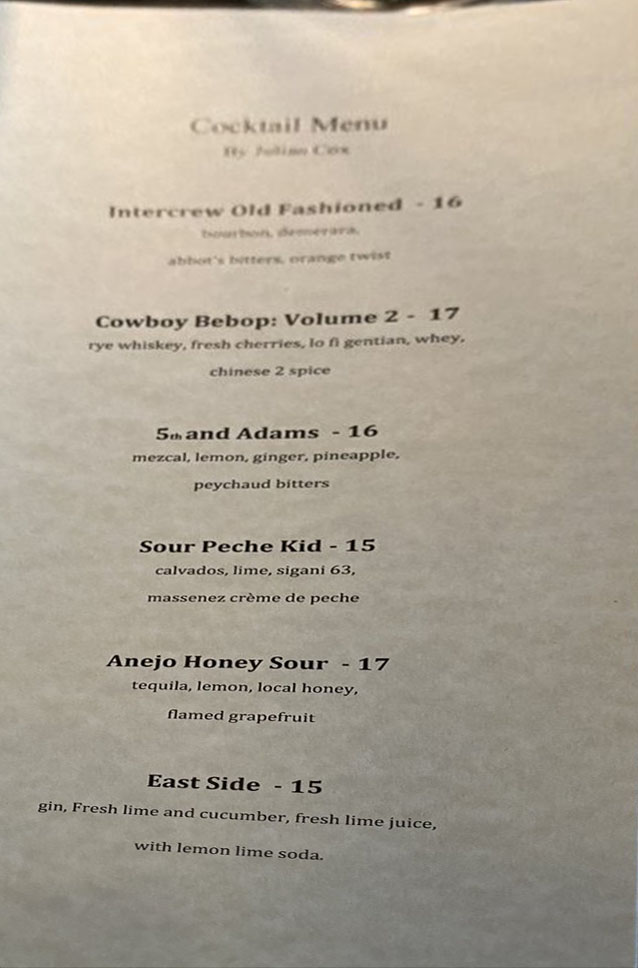 Cocktail Menu
By Julian Cox
Intercrew Old Fashioned - 16
bourbon, demerara,
abbot's bitters, orange twist
Cowboy Bebop: Volume 2 - 17
rye whiskey, fresh cherries, lo fi gentian, whey,
chinese 2 spice
5th and Adams - 16
mezcal, lemon, ginger, pineapple,
peychaud bitters
Sour Peche Kid - 15
calvados, lime, sigani 63,
massenez crème de peche
Anejo Honey Sour - 17
tequila, lemon, local honey,
flamed grapefruit
East Side - 15
gin, Fresh lime and cucumber, fresh lime juice,
with lemon lime soda.